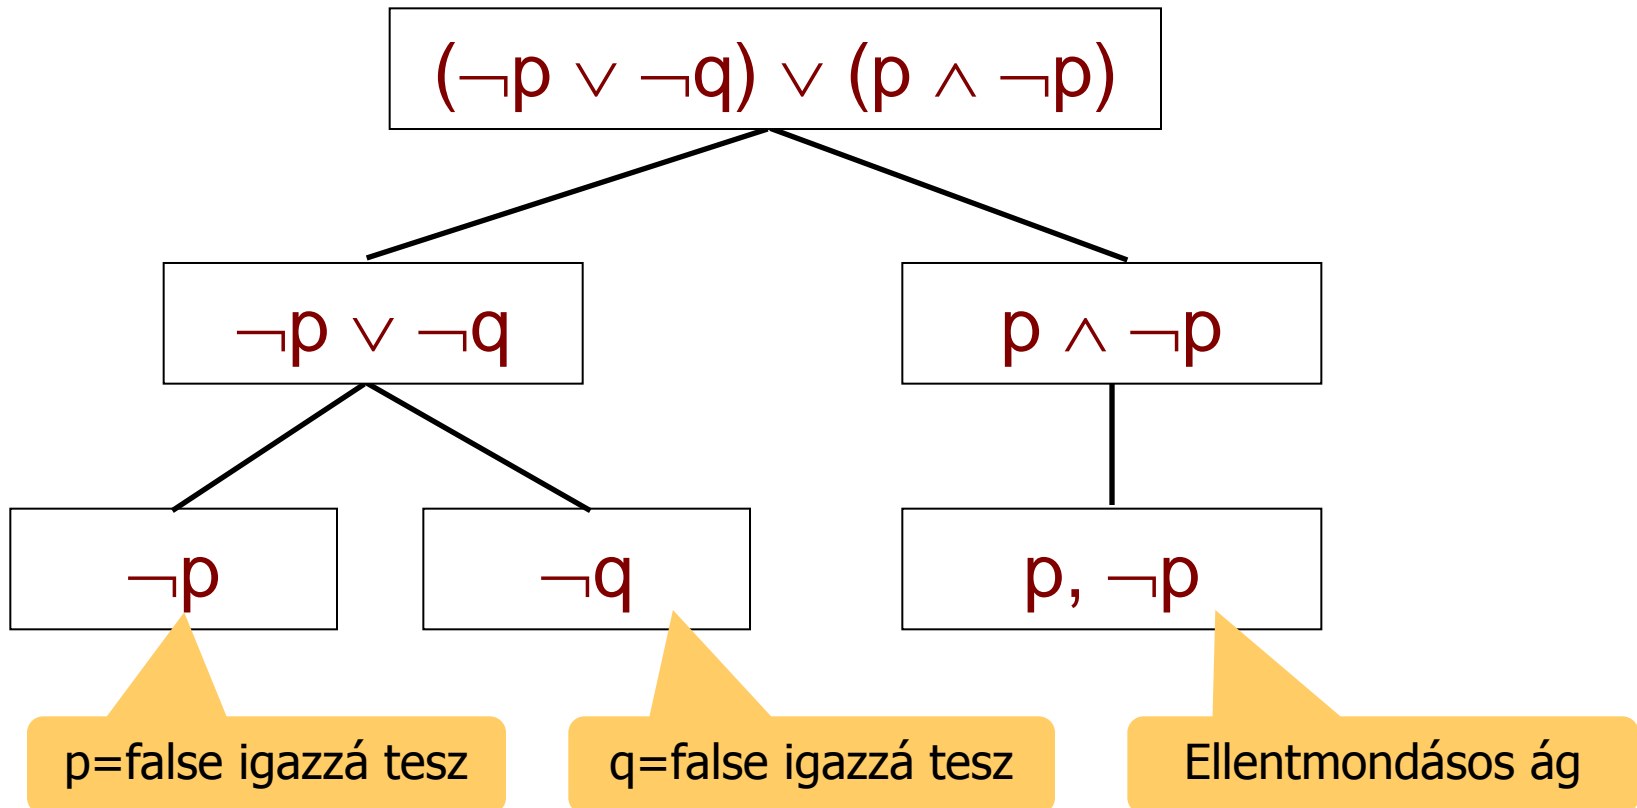 (¬p ∨ ¬q) ∨ (p ∧ ¬p)
¬p ∨ ¬q
p ∧ ¬p
¬p
¬q
p, ¬p
p=false igazzá tesz
q=false igazzá tesz
Ellentmondásos ág